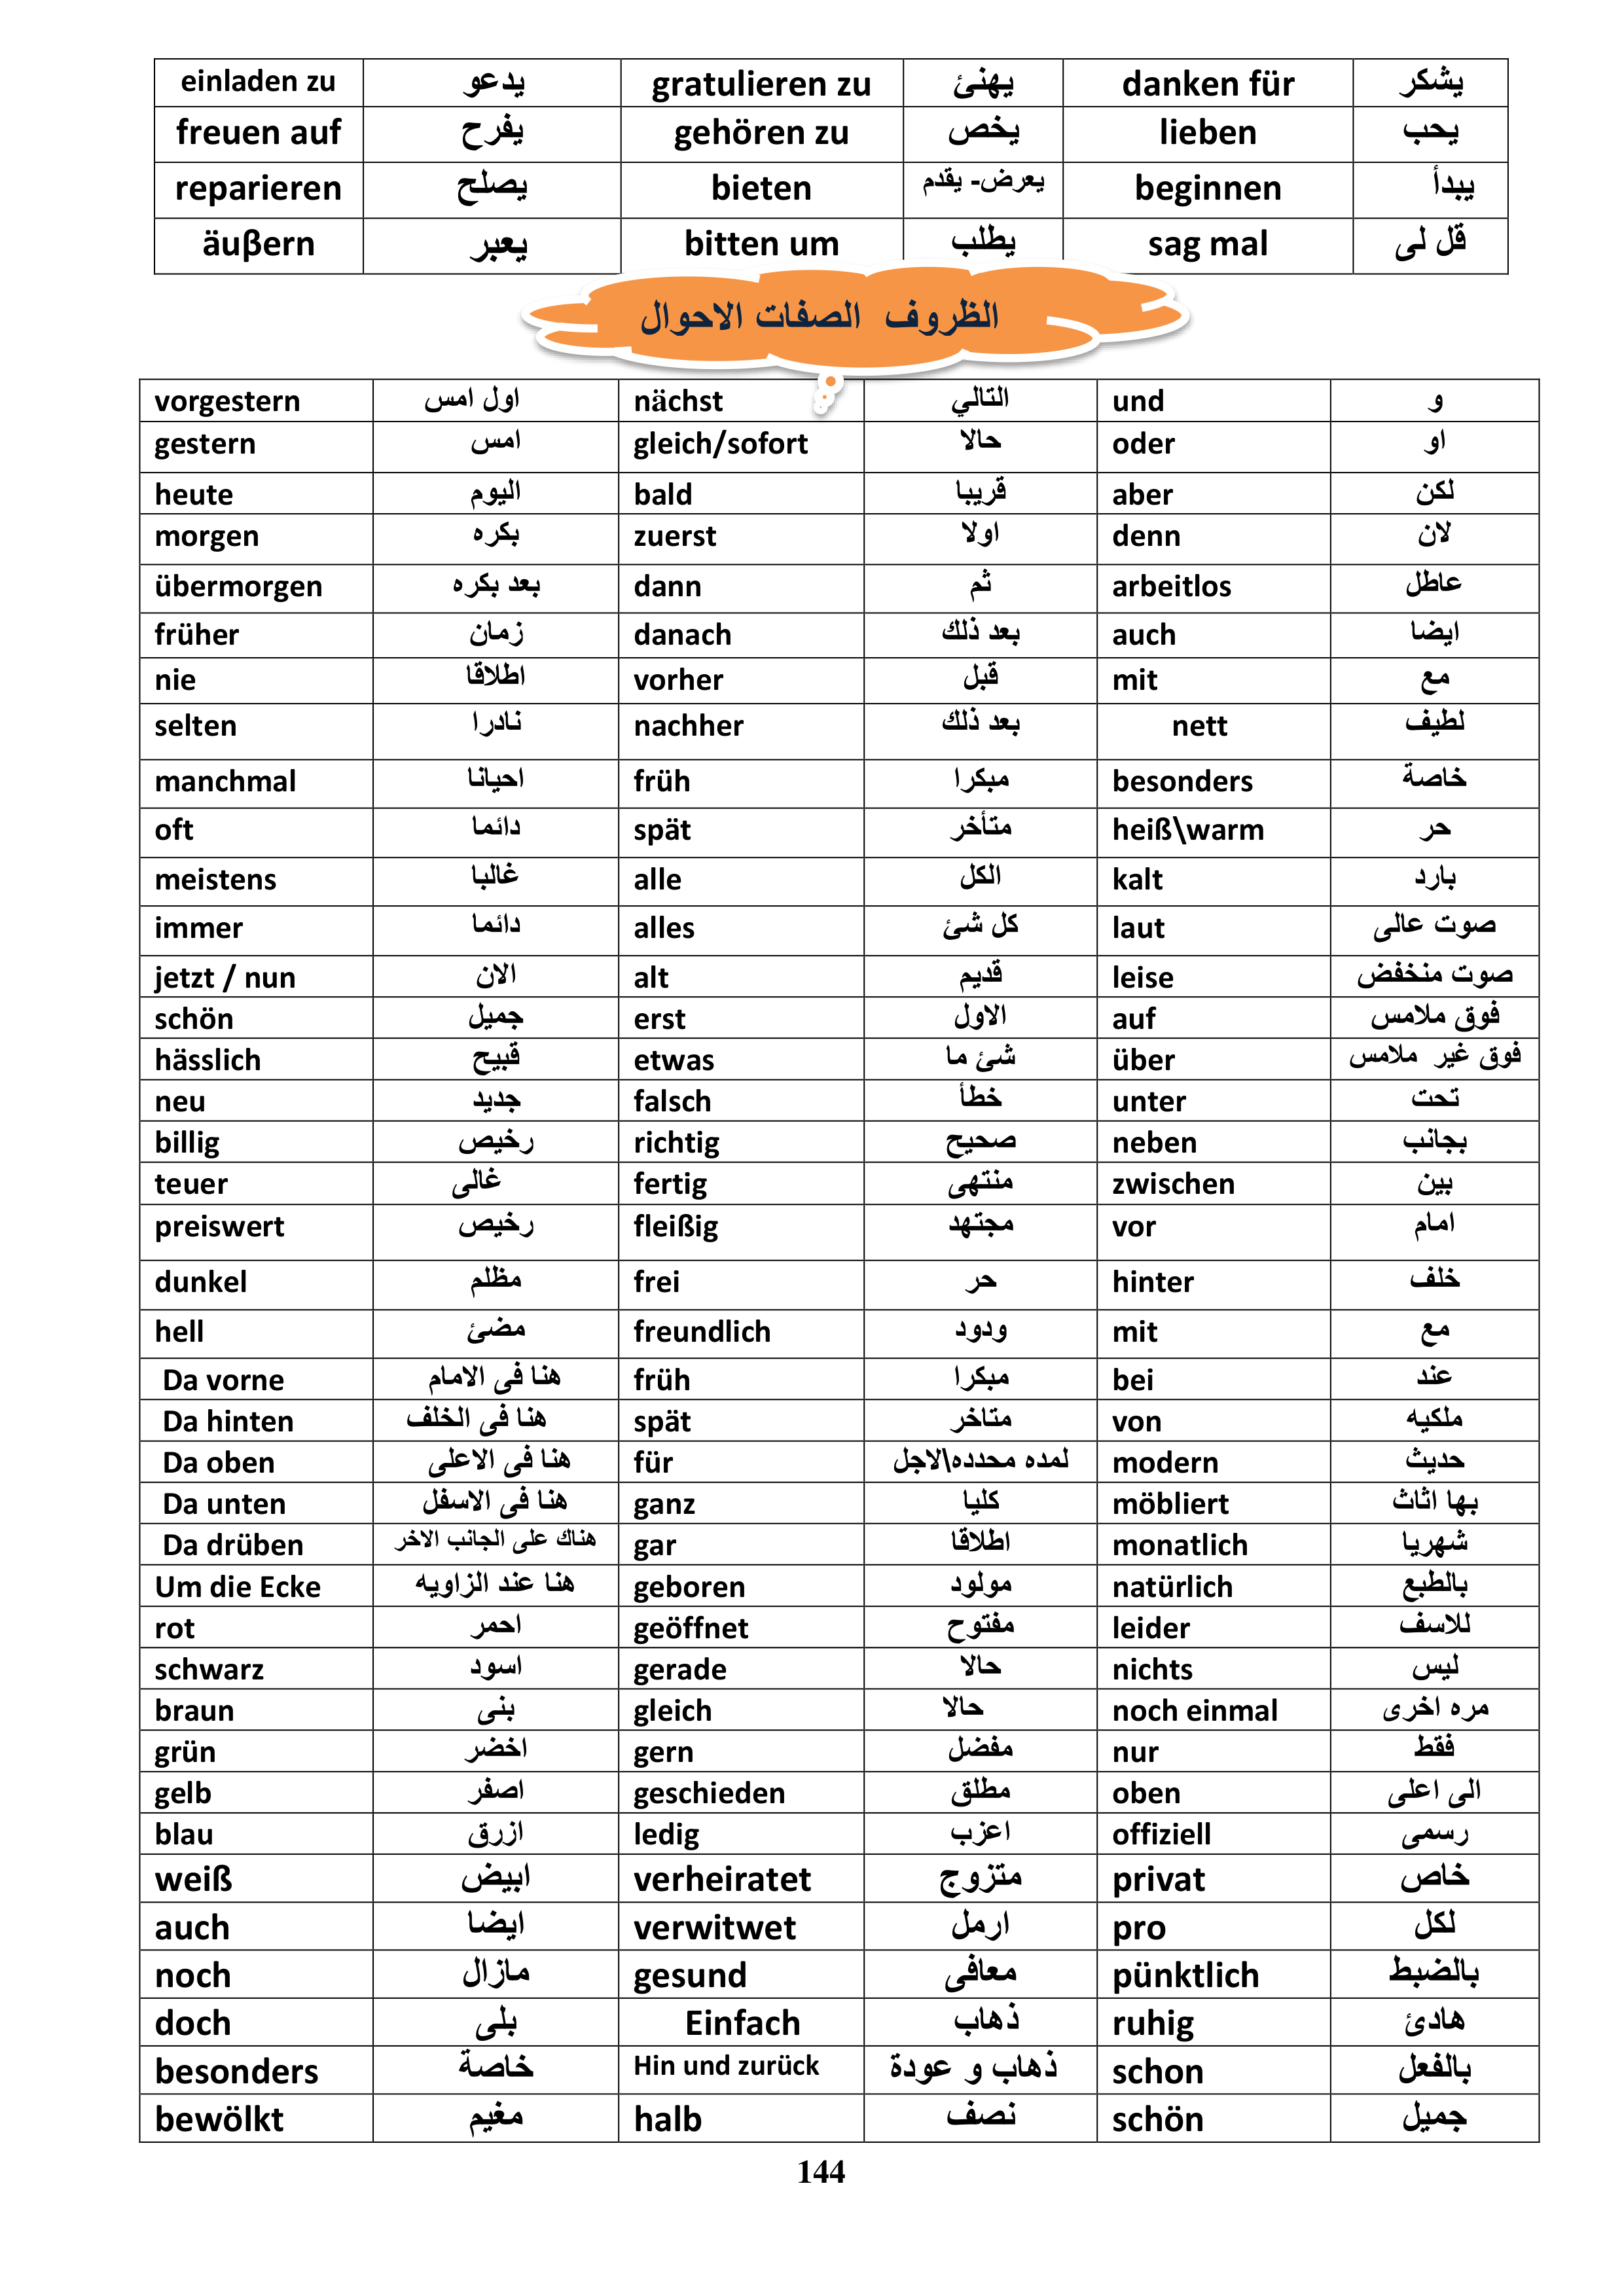 einladen zu يدعو gratulieren zu يهنئ danken für يشكر
freuen auf يفرح gehören zu يخص lieben يحب
reparieren يصلح bieten يعرض- يقدم beginnen يبدأ
äuβern يعبر bitten um يطلب sag mal قل لى
الظروف الصفات الاحوال
vorgestern اول امس nächst التالي und و
gestern امس gleich/sofort حالا oder او
heute اليوم bald قريبا aber لكن
morgen بكره zuerst اولا denn لان
übermorgen بعد بكره dann ثم arbeitlos عاطل
früher زمان danach بعد ذلك auch ايضا
nie اطلاقا vorher قبل mit مع
selten نادرا nachher بعد ذلك nett لطيف
manchmal احيانا früh مبكرا besonders خاصة
oft دائما spät متأخر heiß\warm حر
meistens غالبا alle الكل kalt بارد
immer دائما alles كل شئ laut صوت عالى
jetzt / nun الان alt قديم leise صوت منخفض
schön جميل erst الاول auf فوق ملامس
hässlich قبيح etwas شئ ما über فوق غير ملامس
neu جديد falsch خطأ unter تحت
billig رخيص richtig صحيح neben بجانب
teuer غالى fertig منتهى zwischen بين
preiswert رخيص fleißig مجتهد vor امام
dunkel مظلم frei حر hinter خلف
hell مضئ freundlich ودود mit مع
Da vorne هنا فى الامام früh مبكرا bei عند
Da hinten هنا فى الخلف spät متاخر von ملكيه
Da oben هنا فى الاعلى für لمده محدده\لاجل modern حديث
Da unten هنا فى الاسفل ganz كليا möbliert بها اثاث
Da drüben هناك على الجانب الاخر gar اطلاقا monatlich شهريا
Um die Ecke هنا عند الزاويه geboren مولود natürlich بالطبع
rot احمر geöffnet مفتوح leider للاسف
schwarz اسود gerade حالا nichts ليس
braun بنى gleich حالا noch einmal مره اخرى
grün اخضر gern مفضل nur فقط
gelb اصفر geschieden مطلق oben الى اعلى
blau ازرق ledig اعزب offiziell رسمى
weiß ابيض verheiratet متزوج privat خاص
auch ايضا verwitwet ارمل pro لكل
noch مازال gesund معافى pünktlich بالضبط
doch بلى Einfach ذهاب ruhig هادئ
besonders خاصة Hin und zurück ذهاب و عودة schon بالفعل
bewölkt مغيم halb نصف schön جميل
144